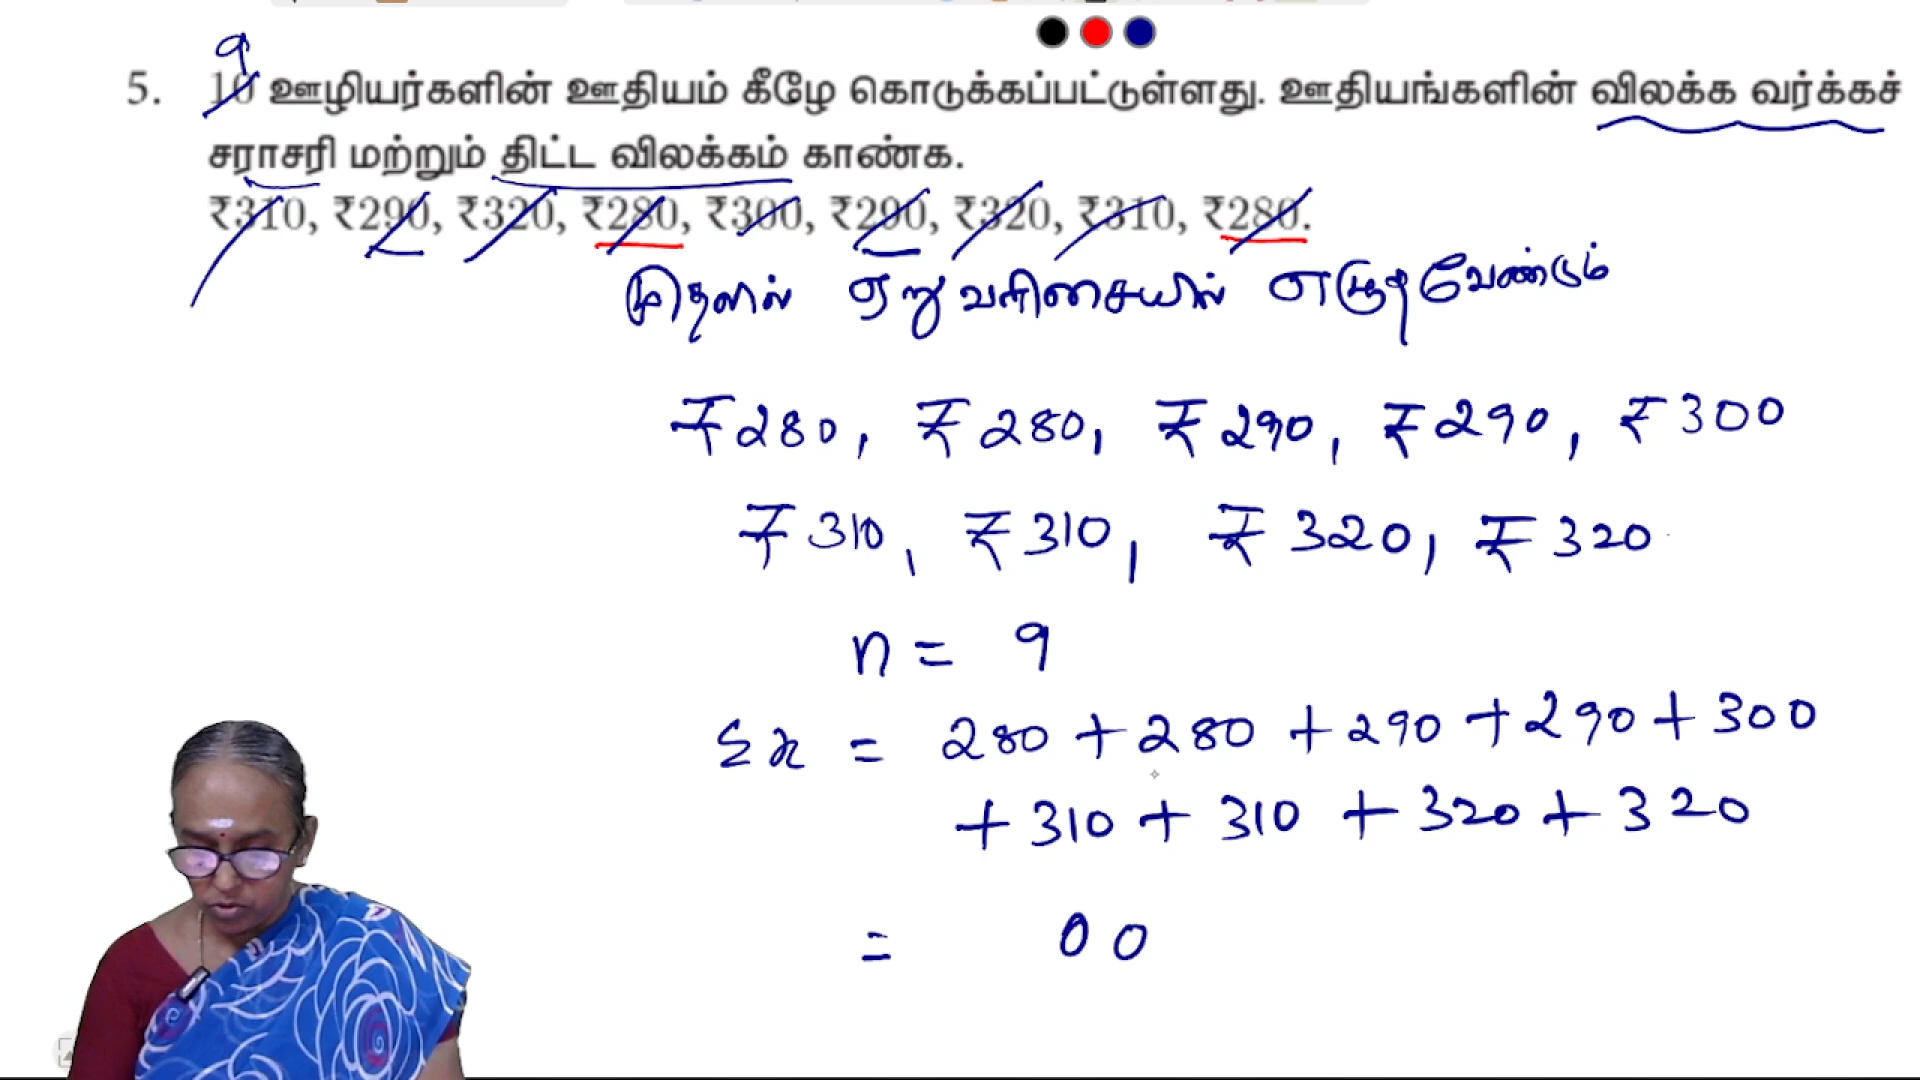 9
5. 10 ஊழியர்களின் ஊதியம் கீழே கொடுக்கப்பட்டுள்ளது. ஊதியங்களின் விலக்க வர்க்கச்
சராசரி மற்றும் திட்ட விலக்கம் காண்க.
₹310, ₹290, ₹320, ₹280, ₹300, ₹290, ₹320, ₹310, ₹280.
முதலில் ஏறு வரிசையில் எழுத வேண்டும்
₹280, ₹280, ₹290, ₹290, ₹300
₹310, ₹310, ₹320, ₹320
n = 9
Σx = 280 + 280 + 290 + 290 + 300
+ 310 + 310 + 320 + 320
= 00